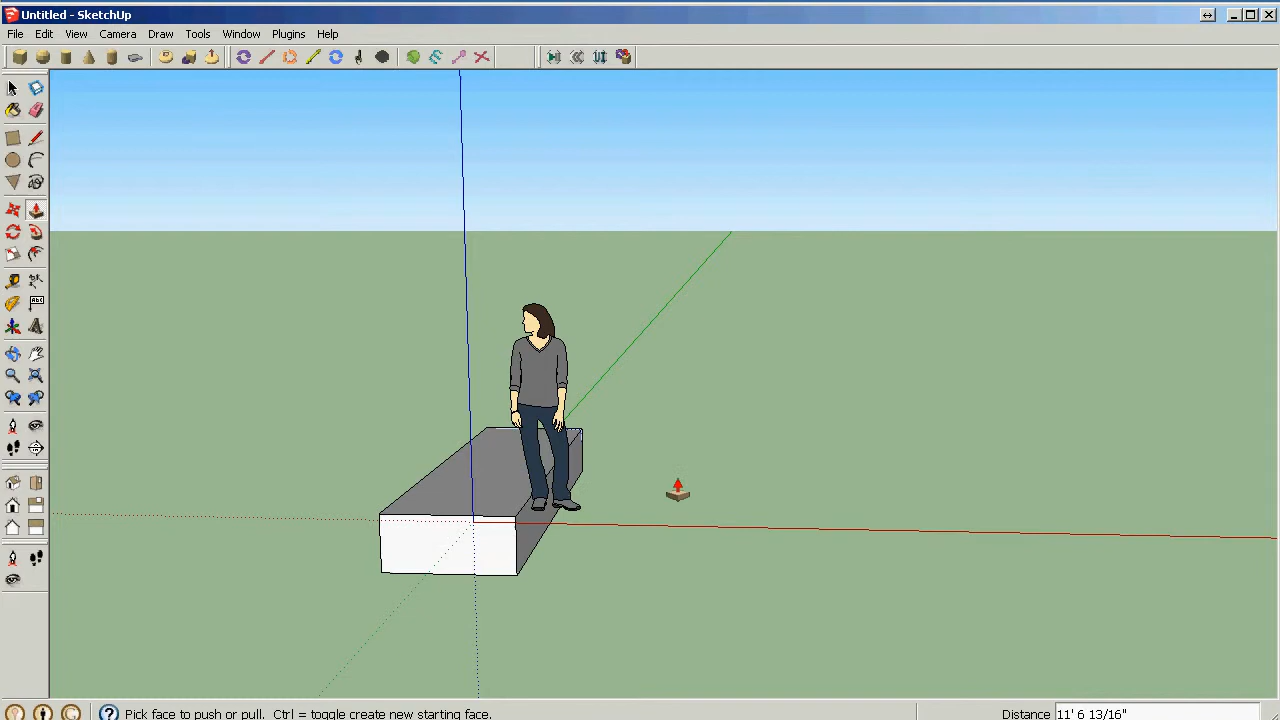 Untitled - SketchUp
File Edit View Camera Draw Tools Window Plugins Help
Abc
Pick face to push or pull. Ctrl = toggle create new starting face. Distance 11' 6 13/16"